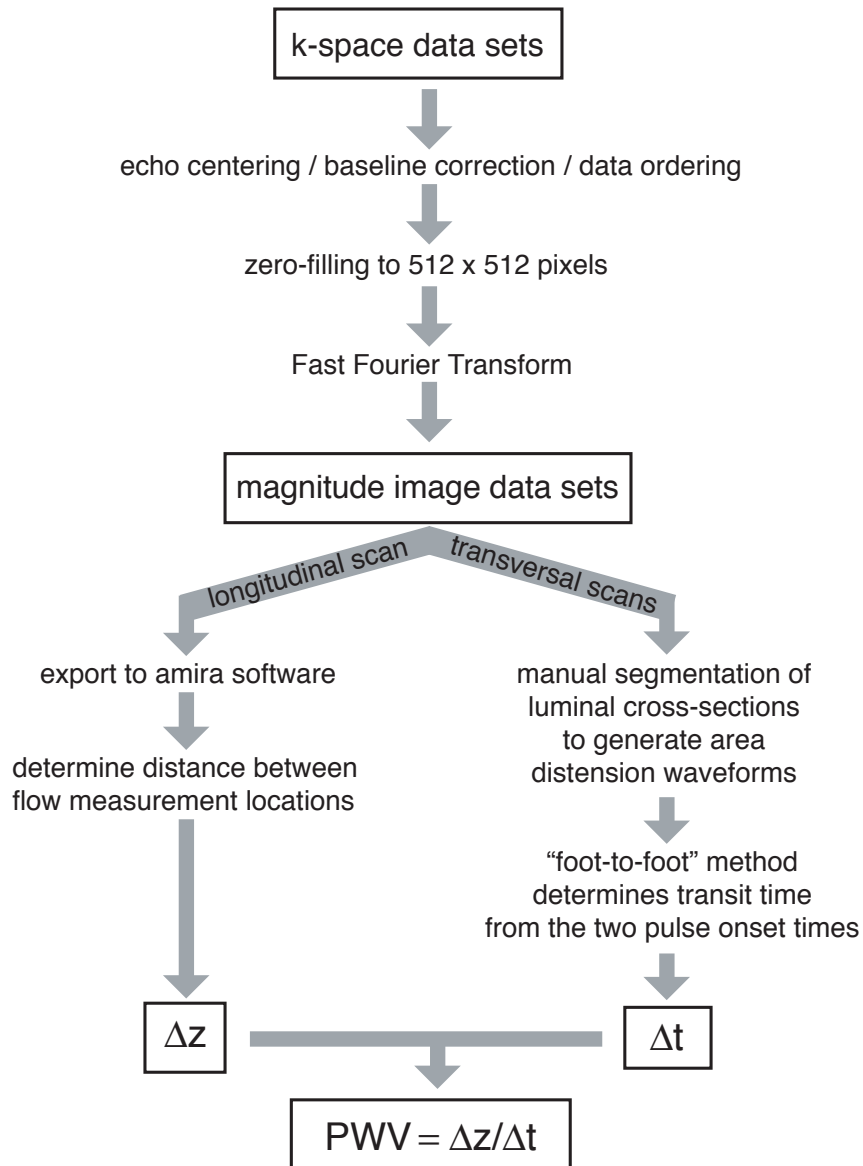 k-space data sets
echo centering / baseline correction / data ordering
zero-filling to 512 x 512 pixels
Fast Fourier Transform
magnitude image data sets
longitudinal scan
transversal scans
export to amira software
determine distance between
flow measurement locations
manual segmentation of
luminal cross-sections
to generate area
distension waveforms
“foot-to-foot” method
determines transit time
from the two pulse onset times
Δz
Δt
PWV = Δz/Δt